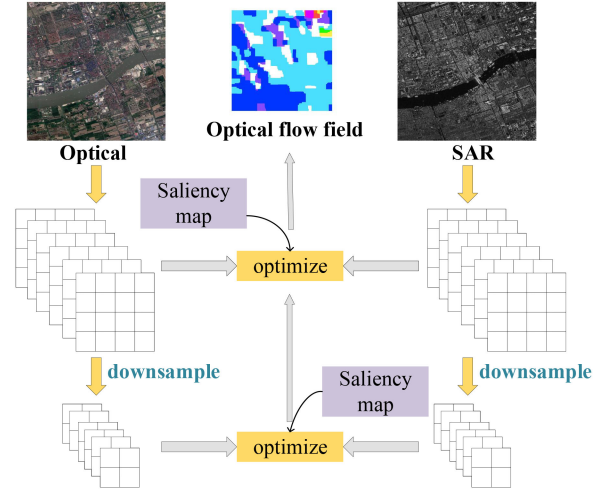 Optical flow field
Optical
SAR
Saliency
map
optimize
downsample
downsample
Saliency
map
optimize